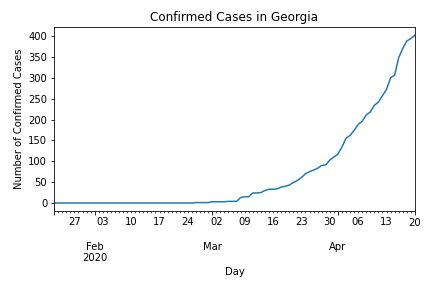 Confirmed Cases in Georgia
400
350
300
250
200
150
100
50
0
Number of Confirmed Cases
27 03 10 17 24 02 09 16 23 30 06 13 20
Feb Mar Apr
2020
Day